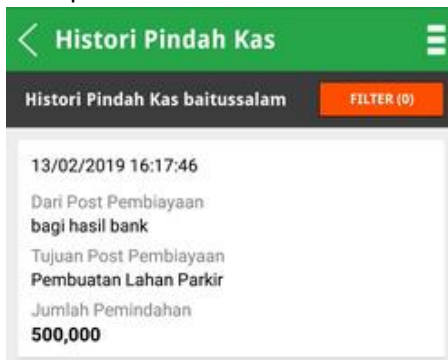 Histori Pindah Kas
Histori Pindah Kas baitussalam
FILTER (0)
13/02/2019 16:17:46
Dari Post Pembiayaan
bagi hasil bank
Tujuan Post Pembiayaan
Pembuatan Lahan Parkir
Jumlah Pemindahan
500,000